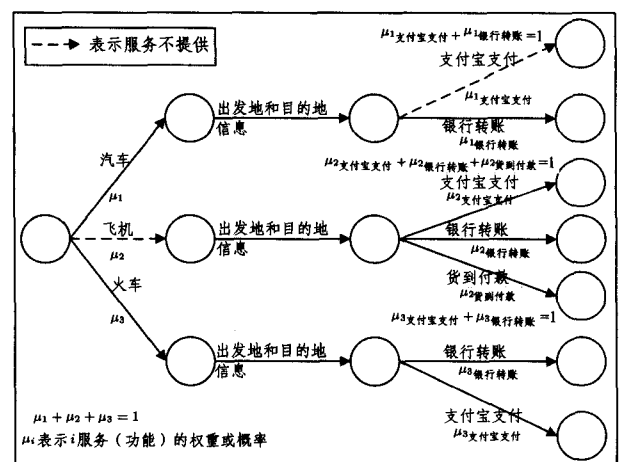 μ1支付宝支付+μ1银行转账=1
--→ 表示服务不提供
支付宝支付
μ1支付宝支付
出发地和目的地
信息
银行转账
μ1银行转账
汽车
μ1
μ2支付宝支付+μ2银行转账+μ2货到付款=1
支付宝支付
μ2支付宝支付
飞机
μ2
出发地和目的地
信息
银行转账
μ2银行转账
火车
μ3
货到付款
μ2货到付款
μ3支付宝支付+μ3银行转账=1
出发地和目的地
信息
银行转账
μ3银行转账
支付宝支付
μ3支付宝支付
μ1+μ2+μ3=1
μi表示i服务(功能)的权重或概率